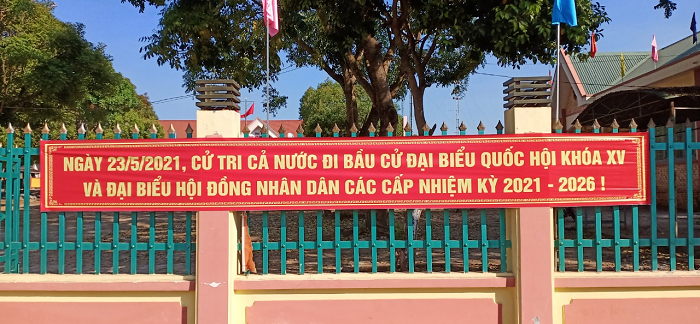 NGÀY 23/5/2021, CỬ TRI CẢ NƯỚC ĐI BẦU CỬ ĐẠI BIỂU QUỐC HỘI KHÓA XV
VÀ ĐẠI BIỂU HỘI ĐỒNG NHÂN DÂN CÁC CẤP NHIỆM KỲ 2021 - 2026 !